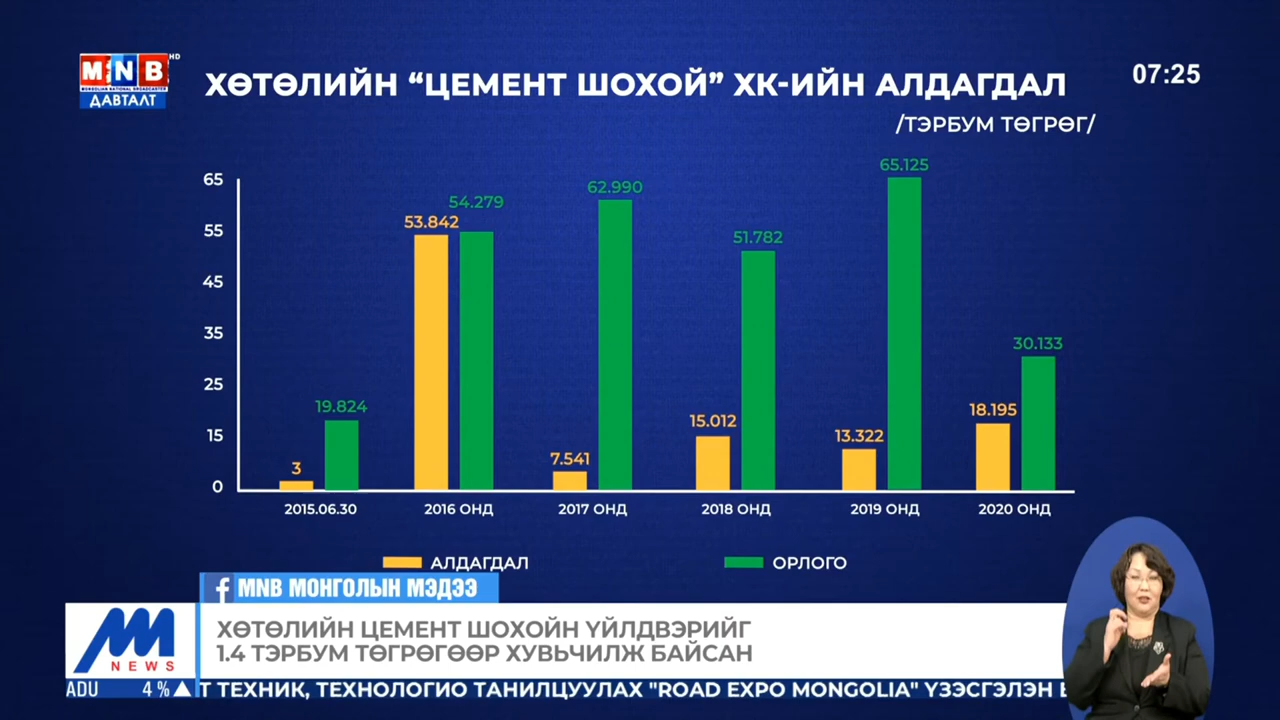 MNB HD
MONGOLIAN NATIONAL BROADCASTER
ДАВТАЛТ
ХӨТӨЛИЙН “ЦЕМЕНТ ШОХОЙ” ХК-ИЙН АЛДАГДАЛ
07:25
/ТЭРБУМ ТӨГРӨГ/
65
55
45
35
25
15
0
3
19.824
53.842
54.279
7.541
62.990
15.012
51.782
13.322
65.125
18.195
30.133
2015.06.30
2016 ОНД
2017 ОНД
2018 ОНД
2019 ОНД
2020 ОНД
АЛДАГДАЛ
ОРЛОГО
f MNB МОНГОЛЫН МЭДЭЭ
NEWS
ХӨТӨЛИЙН ЦЕМЕНТ ШОХОЙН ҮЙЛДВЭРИЙГ
1.4 ТЭРБУМ ТӨГРӨГӨӨР ХУВЬЧИЛЖ БАЙСАН
ADU 4%▲
Т ТЕХНИК, ТЕХНОЛОГИО ТАНИЛЦУУЛАХ "ROAD EXPO MONGOLIA" ҮЗЭСГЭЛЭН